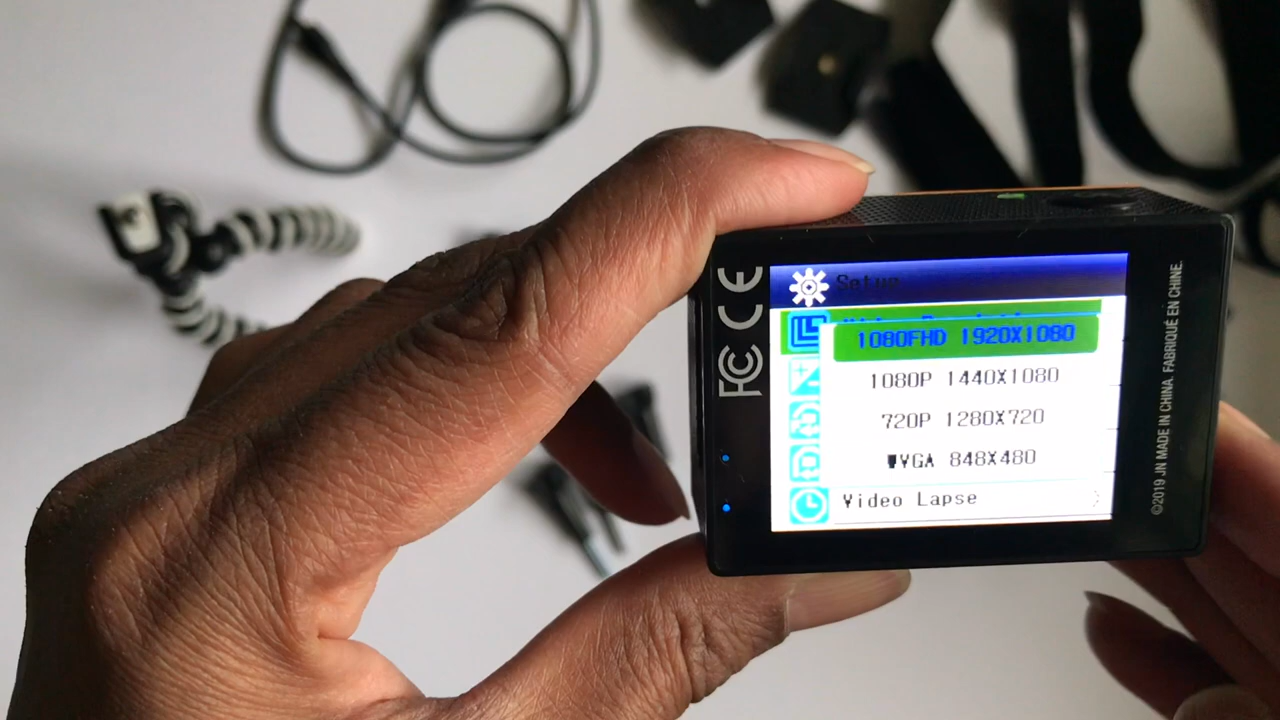 Setup
1080FHD 1920X1080
1080P 1440X1080
720P 1280X720
WVGA 848X480
Video Lapse
FC CE
©2019 JN MADE IN CHINA. FABRIQUÉ EN CHINE.